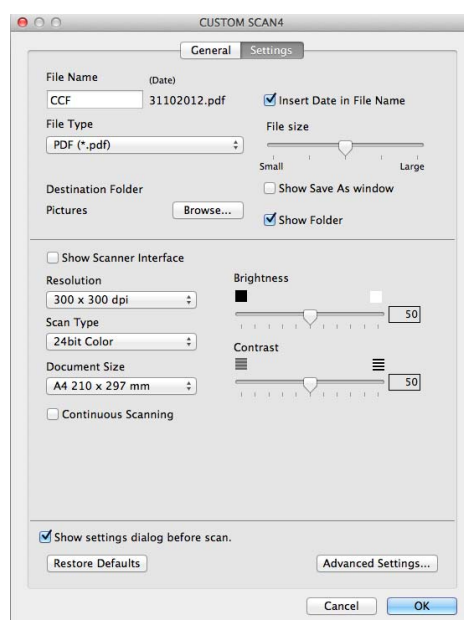 CUSTOM SCAN4
General Settings
File Name (Date)
CCF 31102012.pdf Insert Date in File Name
File Type File size
PDF (*.pdf)
Small Large
Destination Folder Show Save As window
Pictures Browse... Show Folder
Show Scanner Interface
Resolution Brightness
300 x 300 dpi 50
Scan Type
24bit Color Contrast
Document Size
A4 210 x 297 mm 50
Continuous Scanning
Show settings dialog before scan.
Restore Defaults Advanced Settings...
Cancel OK